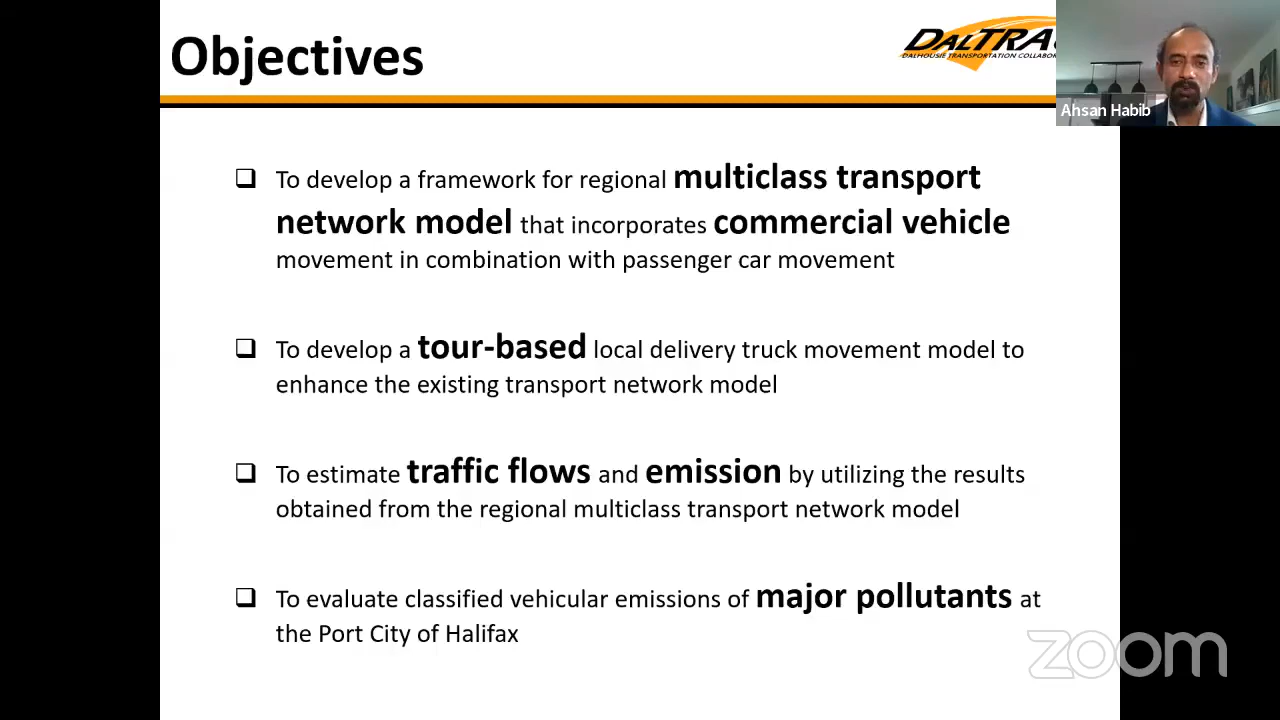 Objectives
DALTRA
DALHOUSIE TRANSPORTATION
Ahsan Habib
To develop a framework for regional multiclass transport
network model that incorporates commercial vehicle
movement in combination with passenger car movement
To develop a tour-based local delivery truck movement model to
enhance the existing transport network model
To estimate traffic flows and emission by utilizing the results
obtained from the regional multiclass transport network model
To evaluate classified vehicular emissions of major pollutants at
the Port City of Halifax
zoom